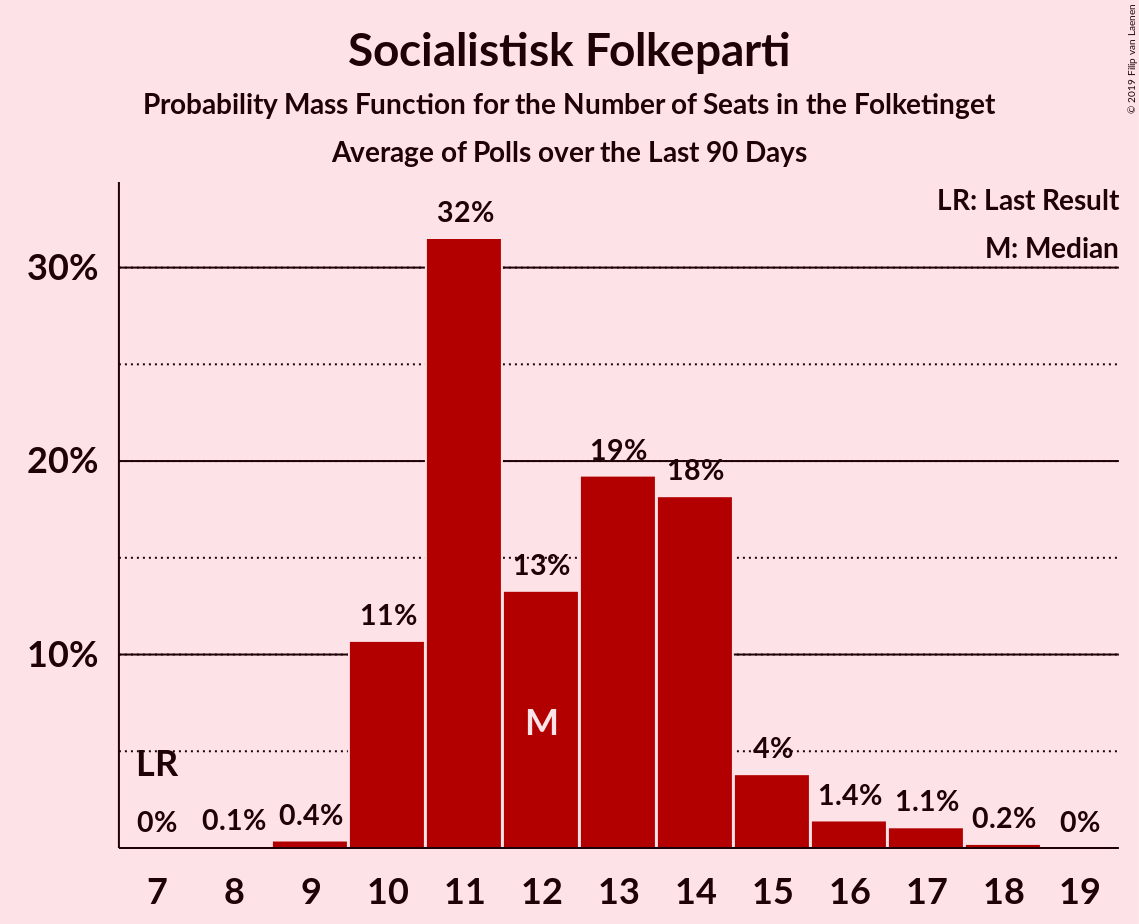 Socialistisk Folkeparti
Probability Mass Function for the Number of Seats in the Folketinget
Average of Polls over the Last 90 Days
© 2019 Filip van Laenen
LR: Last Result
M: Median
30%
20%
10%
LR
M
0%
0.1%
0.4%
11%
32%
13%
19%
18%
4%
1.4%
1.1%
0.2%
0%
7 8 9 10 11 12 13 14 15 16 17 18 19